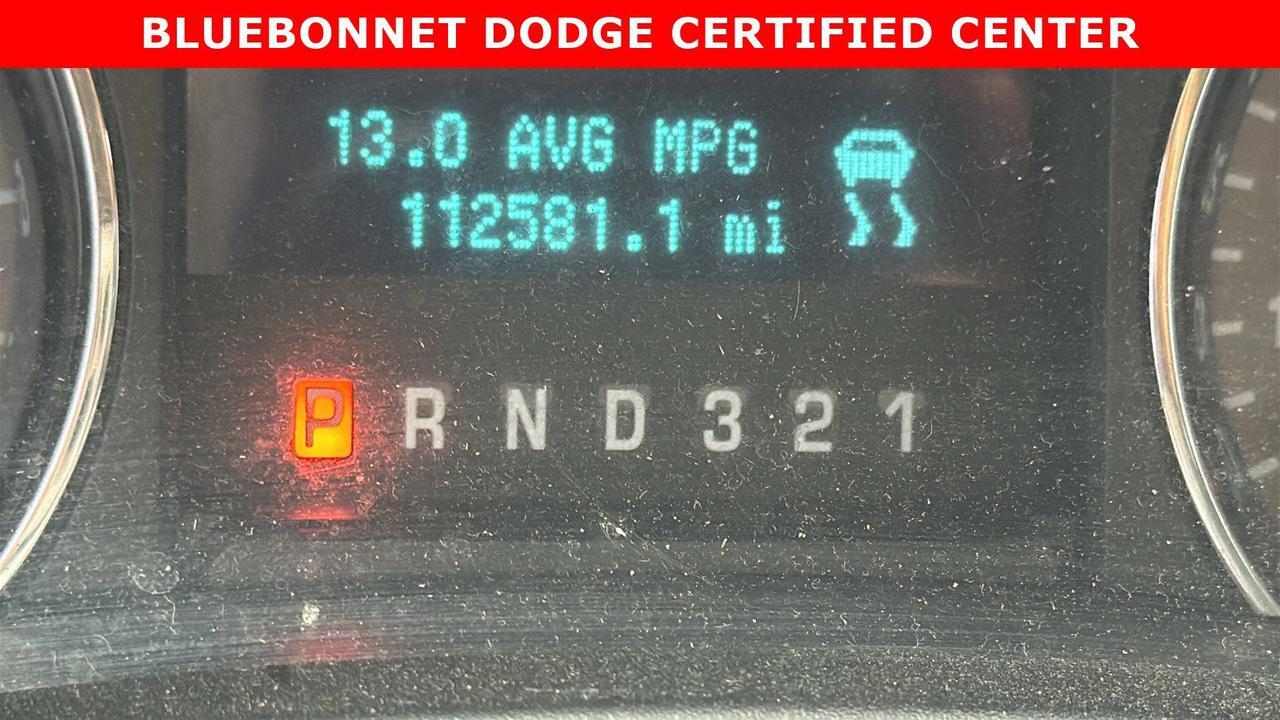 BLUEBONNET DODGE CERTIFIED CENTER
13.0 AVG MPG
112581.1 mi
P R N D 3 2 1